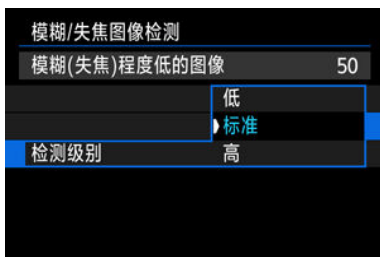 模糊/失焦图像检测
模糊(失焦)程度低的图像 50
低
标准
检测级别 高